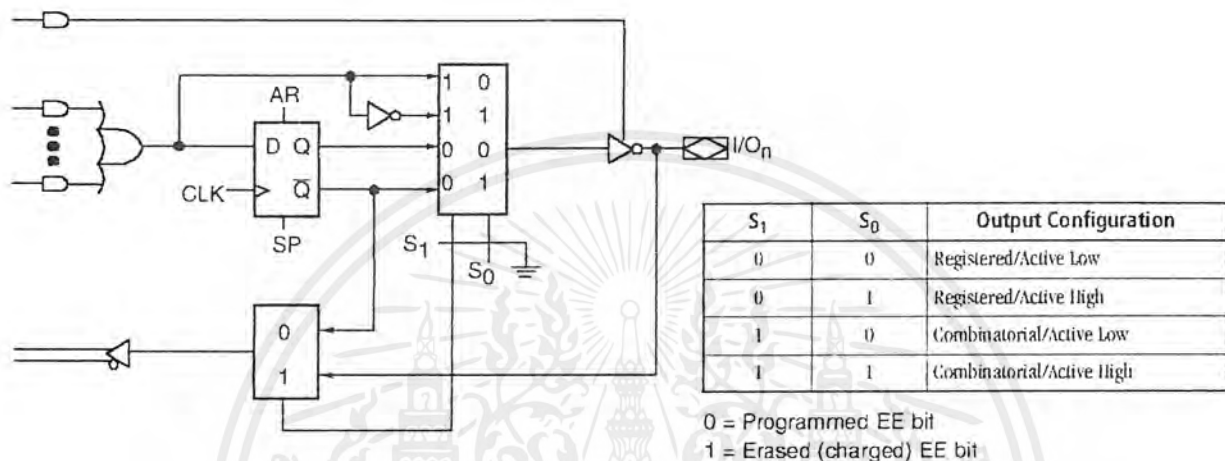 AR
D Q
CLK
Q̅
SP
1 0
1 1
0 0
0 1
S₁
S₀
I/Oₙ
0
1
S₁ S₀ Output Configuration
0 0 Registered/Active Low
0 1 Registered/Active High
1 0 Combinatorial/Active Low
1 1 Combinatorial/Active High
0 = Programmed EE bit
1 = Erased (charged) EE bit